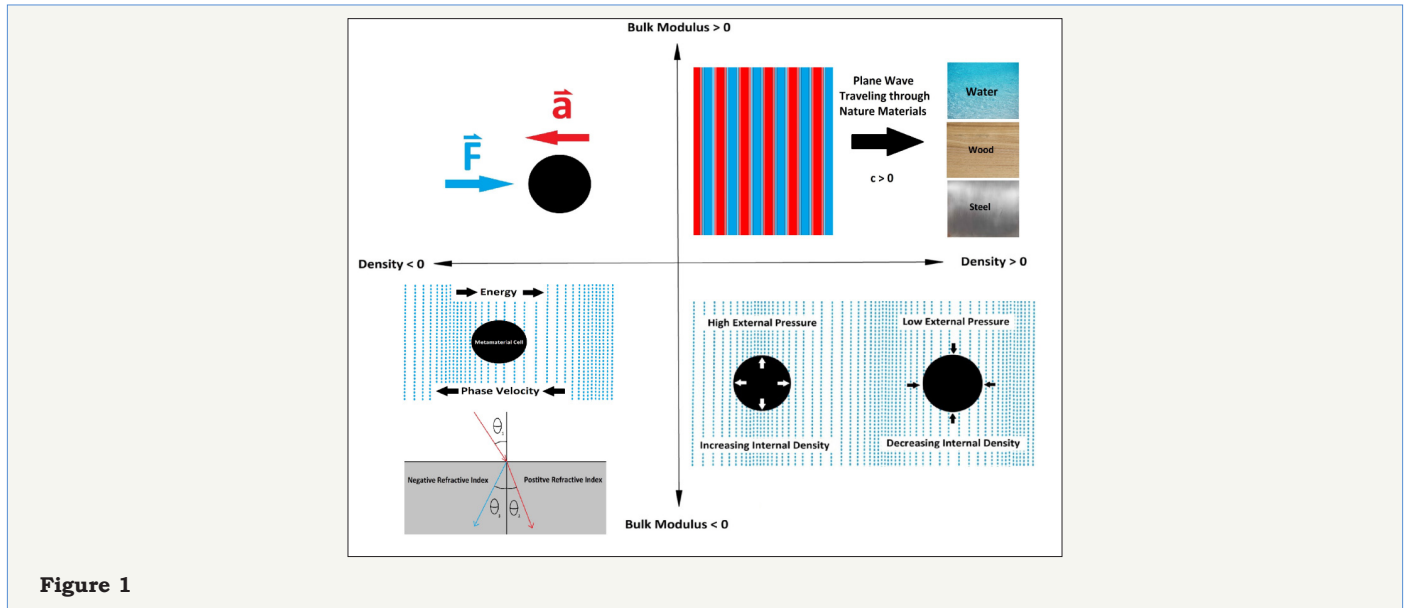 Bulk Modulus > 0
a
F
Plane Wave
Traveling through
Nature Materials
c > 0
Water
Wood
Steel
Density < 0
Density > 0
Energy
Metamaterial Cell
Phase Velocity
High External Pressure
Increasing Internal Density
Low External Pressure
Decreasing Internal Density
θ
Negative Refractive Index
Postitve Refractive Index
θ
θ
Bulk Modulus < 0
Figure 1